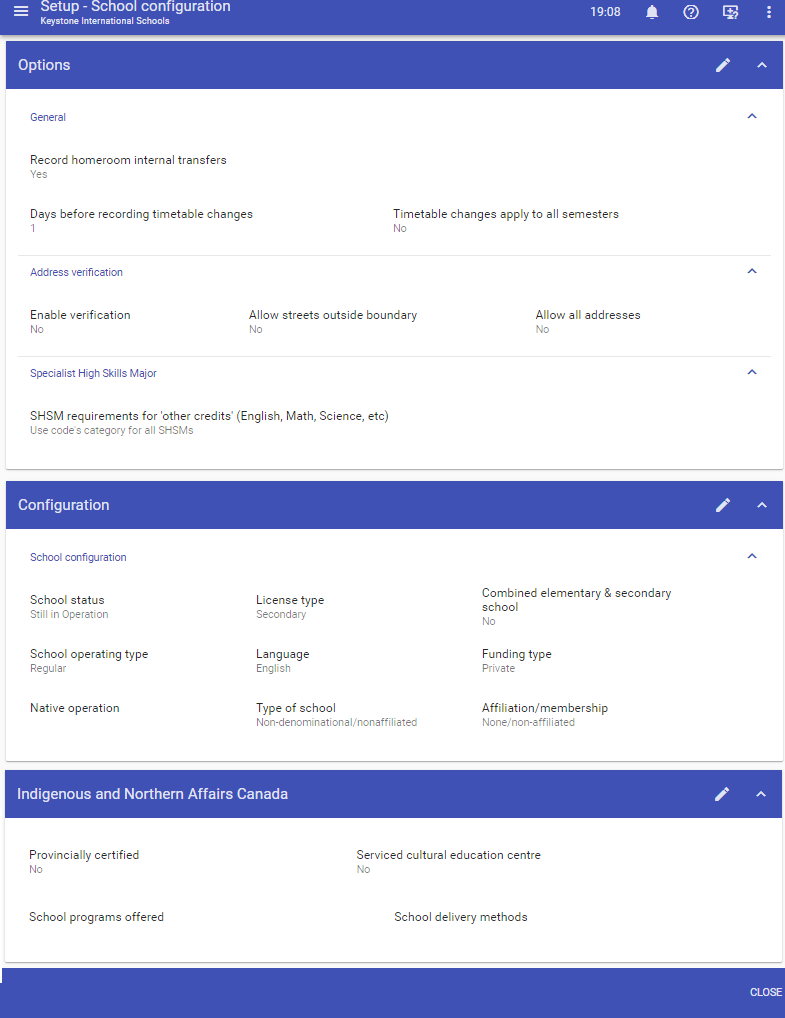 Setup - School configuration
Keystone International Schools
19:08
Options
General
Record homeroom internal transfers
Yes
Days before recording timetable changes
1
Timetable changes apply to all semesters
No
Address verification
Enable verification
No
Allow streets outside boundary
No
Allow all addresses
No
Specialist High Skills Major
SHSM requirements for 'other credits' (English, Math, Science, etc)
Use code's category for all SHSMs
Configuration
School configuration
School status
Still in Operation
License type
Secondary
Combined elementary & secondary
school
No
School operating type
Regular
Language
English
Funding type
Private
Native operation
Type of school
Non-denominational/nonaffiliated
Affiliation/membership
None/non-affiliated
Indigenous and Northern Affairs Canada
Provincially certified
No
Serviced cultural education centre
No
School programs offered
School delivery methods
CLOSE